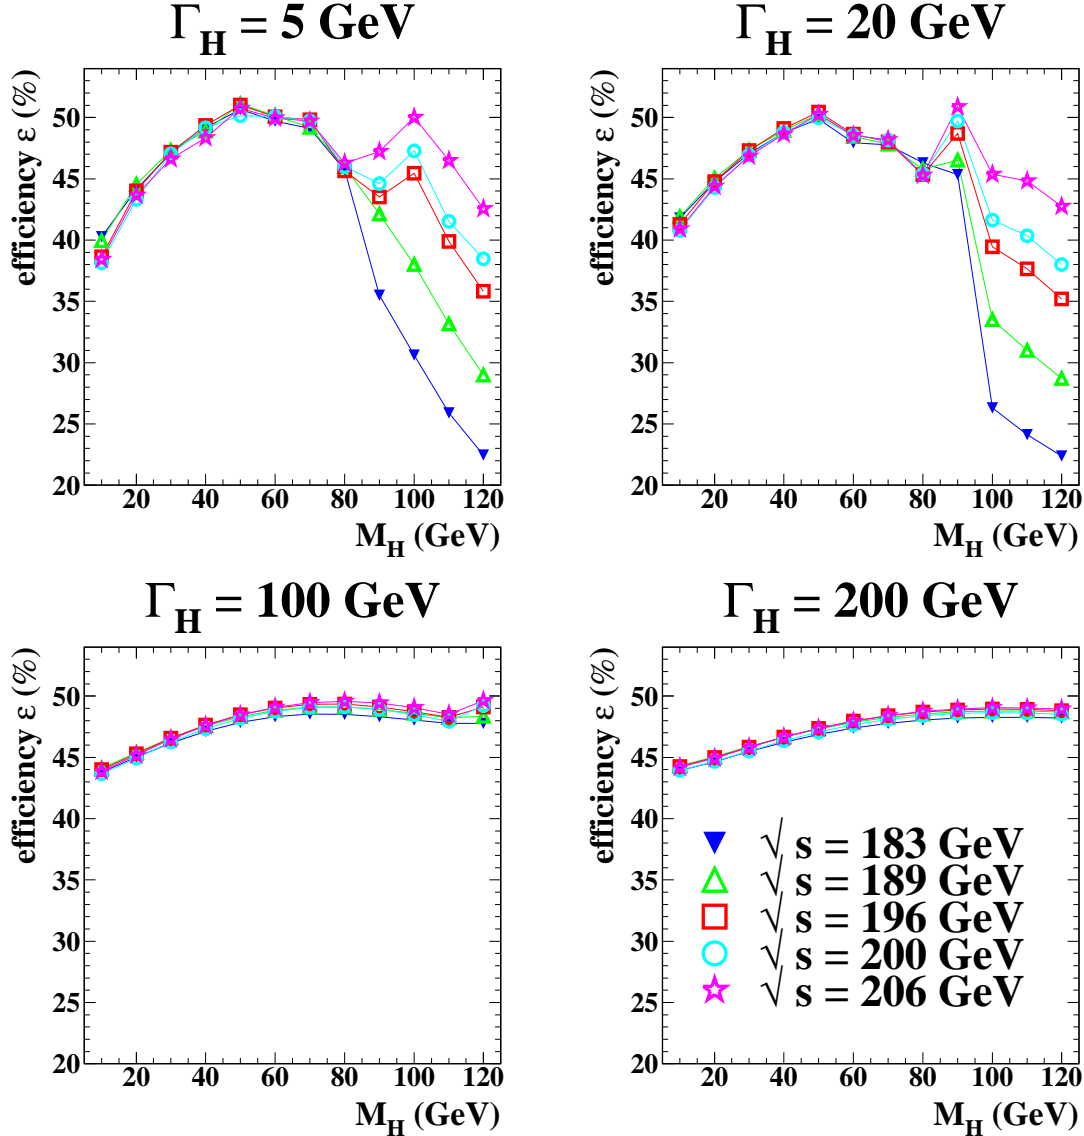 Γ_H = 5 GeV
efficiency ε (%)
50
45
40
35
30
25
20
20 40 60 80 100 120
M_H (GeV)
Γ_H = 20 GeV
efficiency ε (%)
50
45
40
35
30
25
20
20 40 60 80 100 120
M_H (GeV)
Γ_H = 100 GeV
efficiency ε (%)
50
45
40
35
30
25
20
20 40 60 80 100 120
M_H (GeV)
Γ_H = 200 GeV
efficiency ε (%)
50
45
40
35
30
25
20
√ s = 183 GeV
√ s = 189 GeV
√ s = 196 GeV
√ s = 200 GeV
√ s = 206 GeV
20 40 60 80 100 120
M_H (GeV)